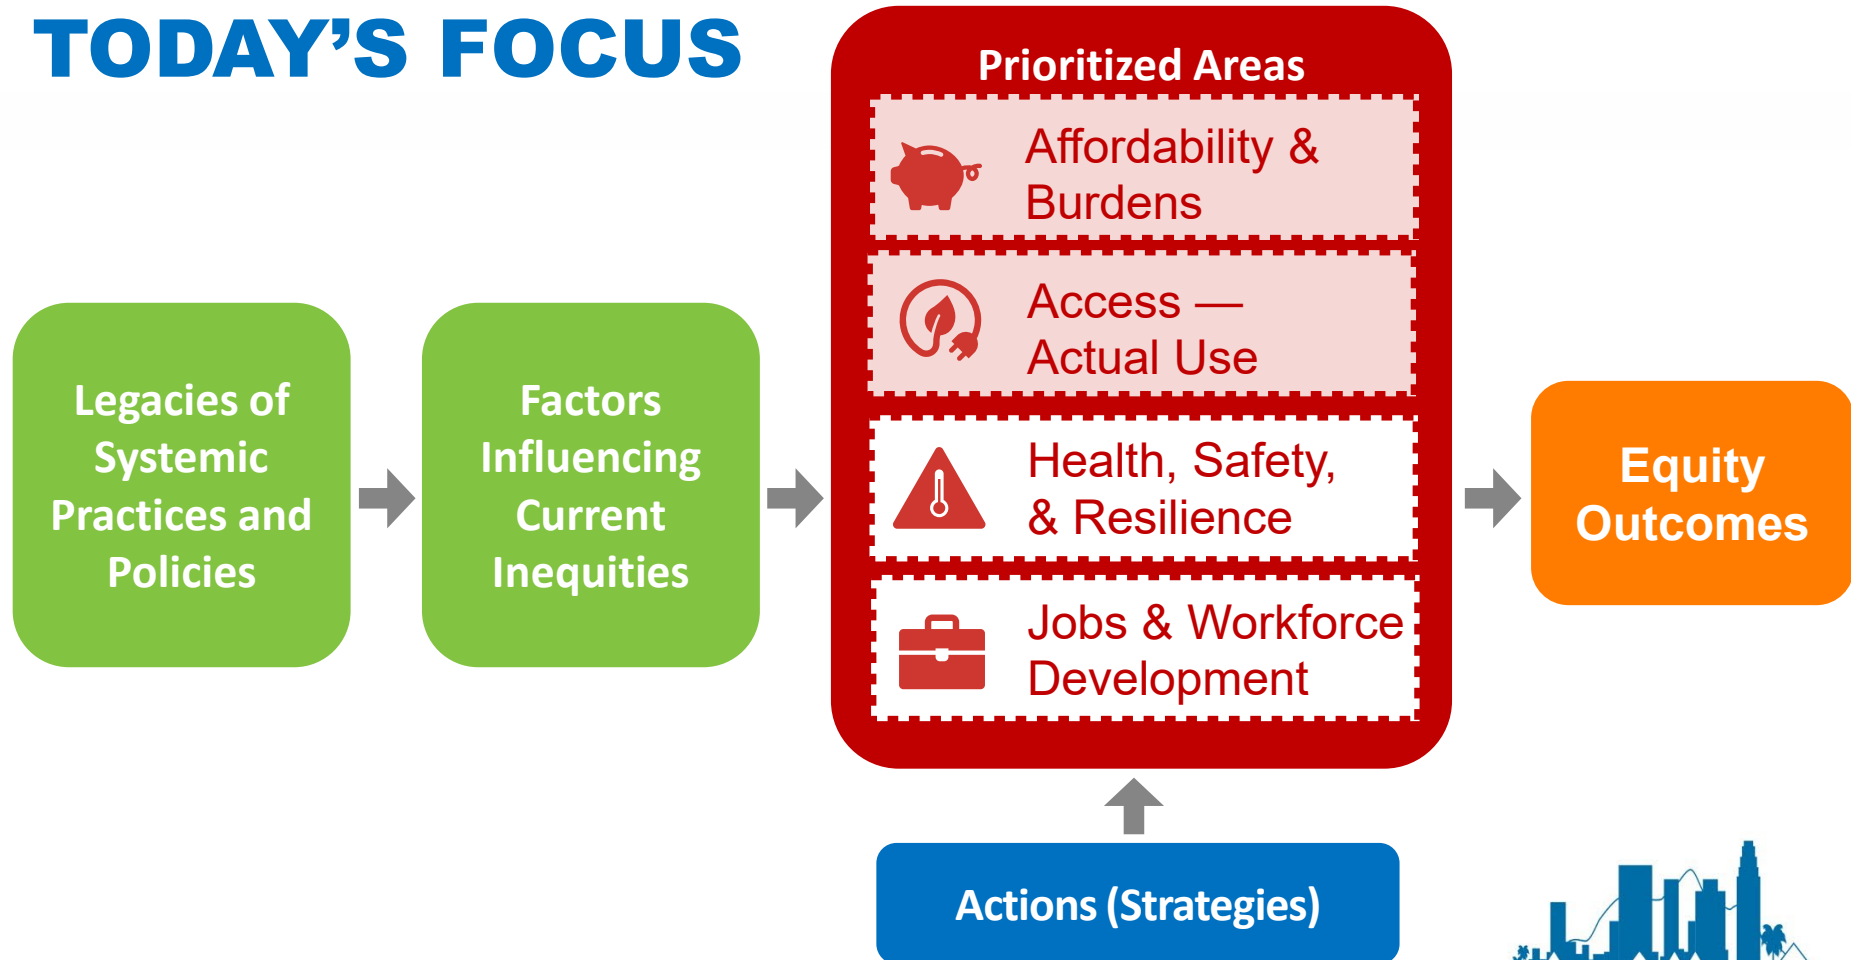 TODAY’S FOCUS
Legacies of
Systemic
Practices and
Policies
Factors
Influencing
Current
Inequities
Prioritized Areas
Affordability &
Burdens
Access —
Actual Use
Health, Safety,
& Resilience
Jobs & Workforce
Development
Actions (Strategies)
Equity
Outcomes